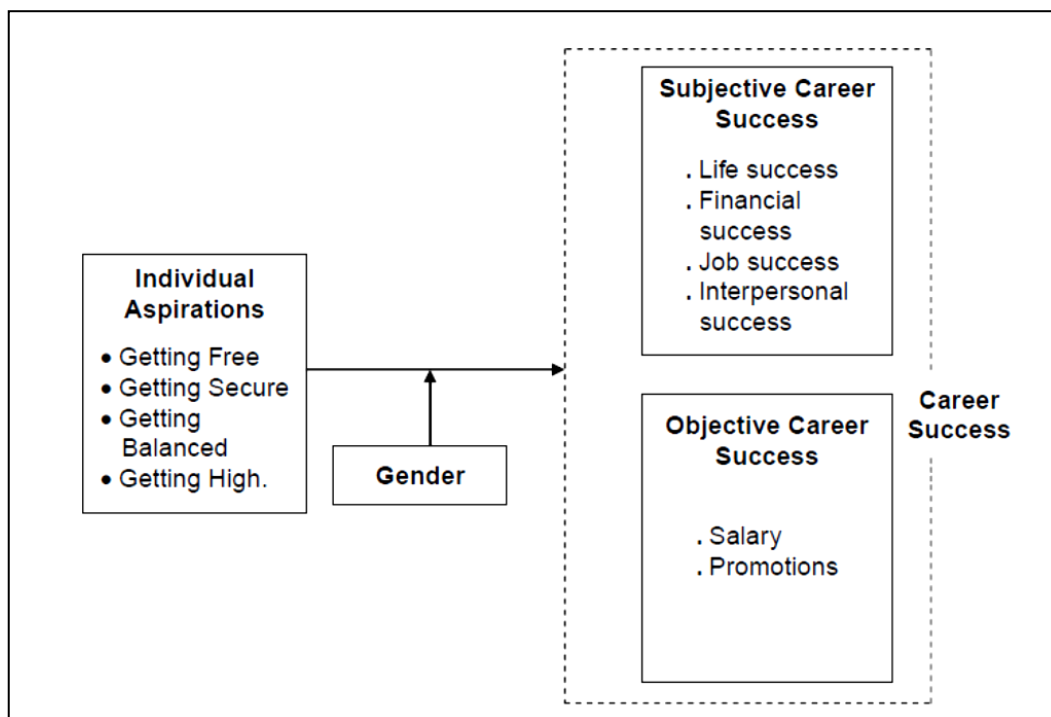 Individual
Aspirations
• Getting Free
• Getting Secure
• Getting
Balanced
• Getting High.
Gender
Subjective Career
Success
. Life success
. Financial
success
. Job success
. Interpersonal
success
Objective Career
Success
. Salary
. Promotions
Career
Success